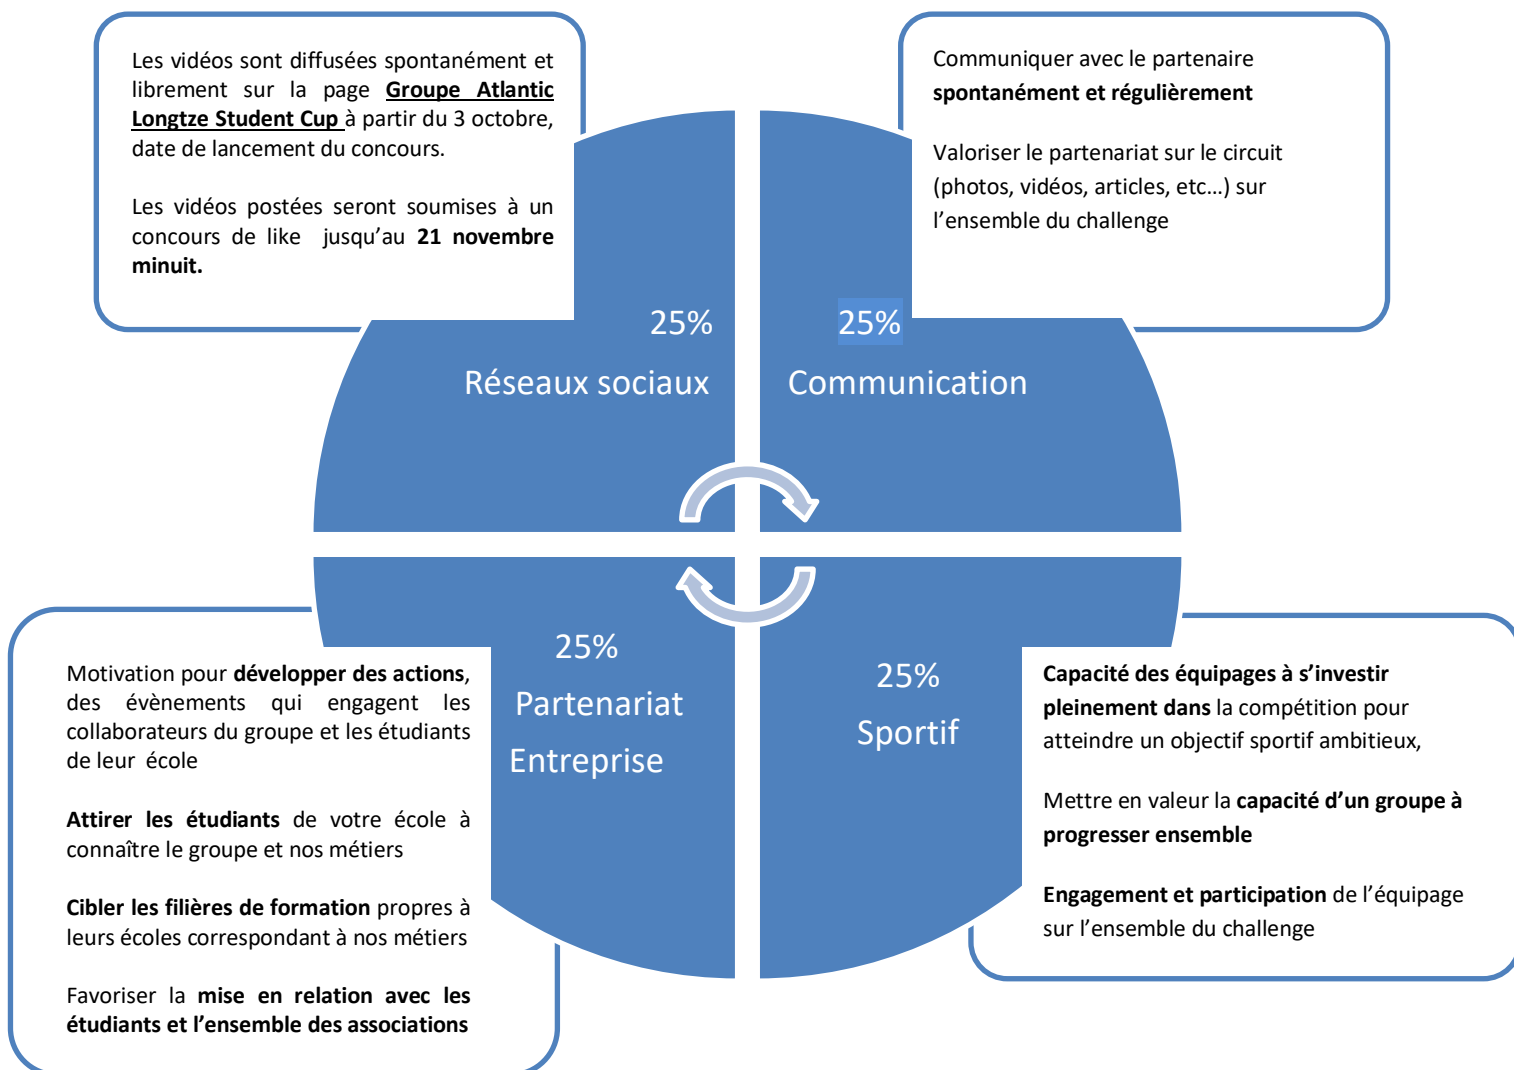 Les vidéos sont diffusées spontanément et
librement sur la page Groupe Atlantic
Longtze Student Cup à partir du 3 octobre,
date de lancement du concours.
Les vidéos postées seront soumises à un
concours de like jusqu’au 21 novembre
minuit.
Communiquer avec le partenaire
spontanément et régulièrement
Valoriser le partenariat sur le circuit
(photos, vidéos, articles, etc…) sur
l’ensemble du challenge
25%
Réseaux sociaux
25%
Communication
25%
Partenariat
Entreprise
25%
Sportif
Motivation pour développer des actions,
des évènements qui engagent les
collaborateurs du groupe et les étudiants
de leur école
Attirer les étudiants de votre école à
connaître le groupe et nos métiers
Cibler les filières de formation propres à
leurs écoles correspondant à nos métiers
Favoriser la mise en relation avec les
étudiants et l’ensemble des associations
Capacité des équipages à s’investir
pleinement dans la compétition pour
atteindre un objectif sportif ambitieux,
Mettre en valeur la capacité d’un groupe à
progresser ensemble
Engagement et participation de l’équipage
sur l’ensemble du challenge